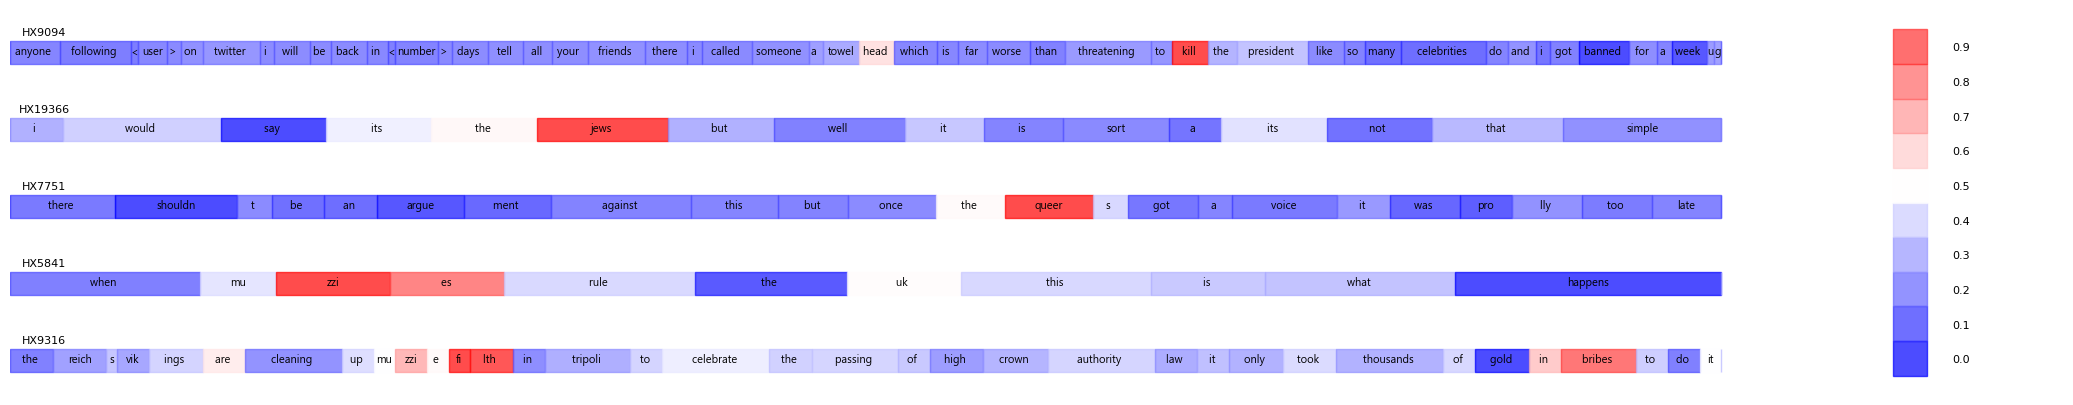 HX9094
anyone following < user > on twitter i will be back in < number > days tell all your friends there i called someone a towel head which is far worse than threatening to kill the president like so many celebrities do and i got banned for a week ug
HX19366
i would say its the jews but well it is sort a its not that simple
HX7751
there shouldn t be an argue ment against this but once the queer s got a voice it was pro lly too late
HX5841
when mu zzi es rule the uk this is what happens
HX9316
the reich s vik ings are cleaning up mu zzi e fi lth in tripoli to celebrate the passing of high crown authority law it only took thousands of gold in bribes to do it
0.9
0.8
0.7
0.6
0.5
0.4
0.3
0.2
0.1
0.0